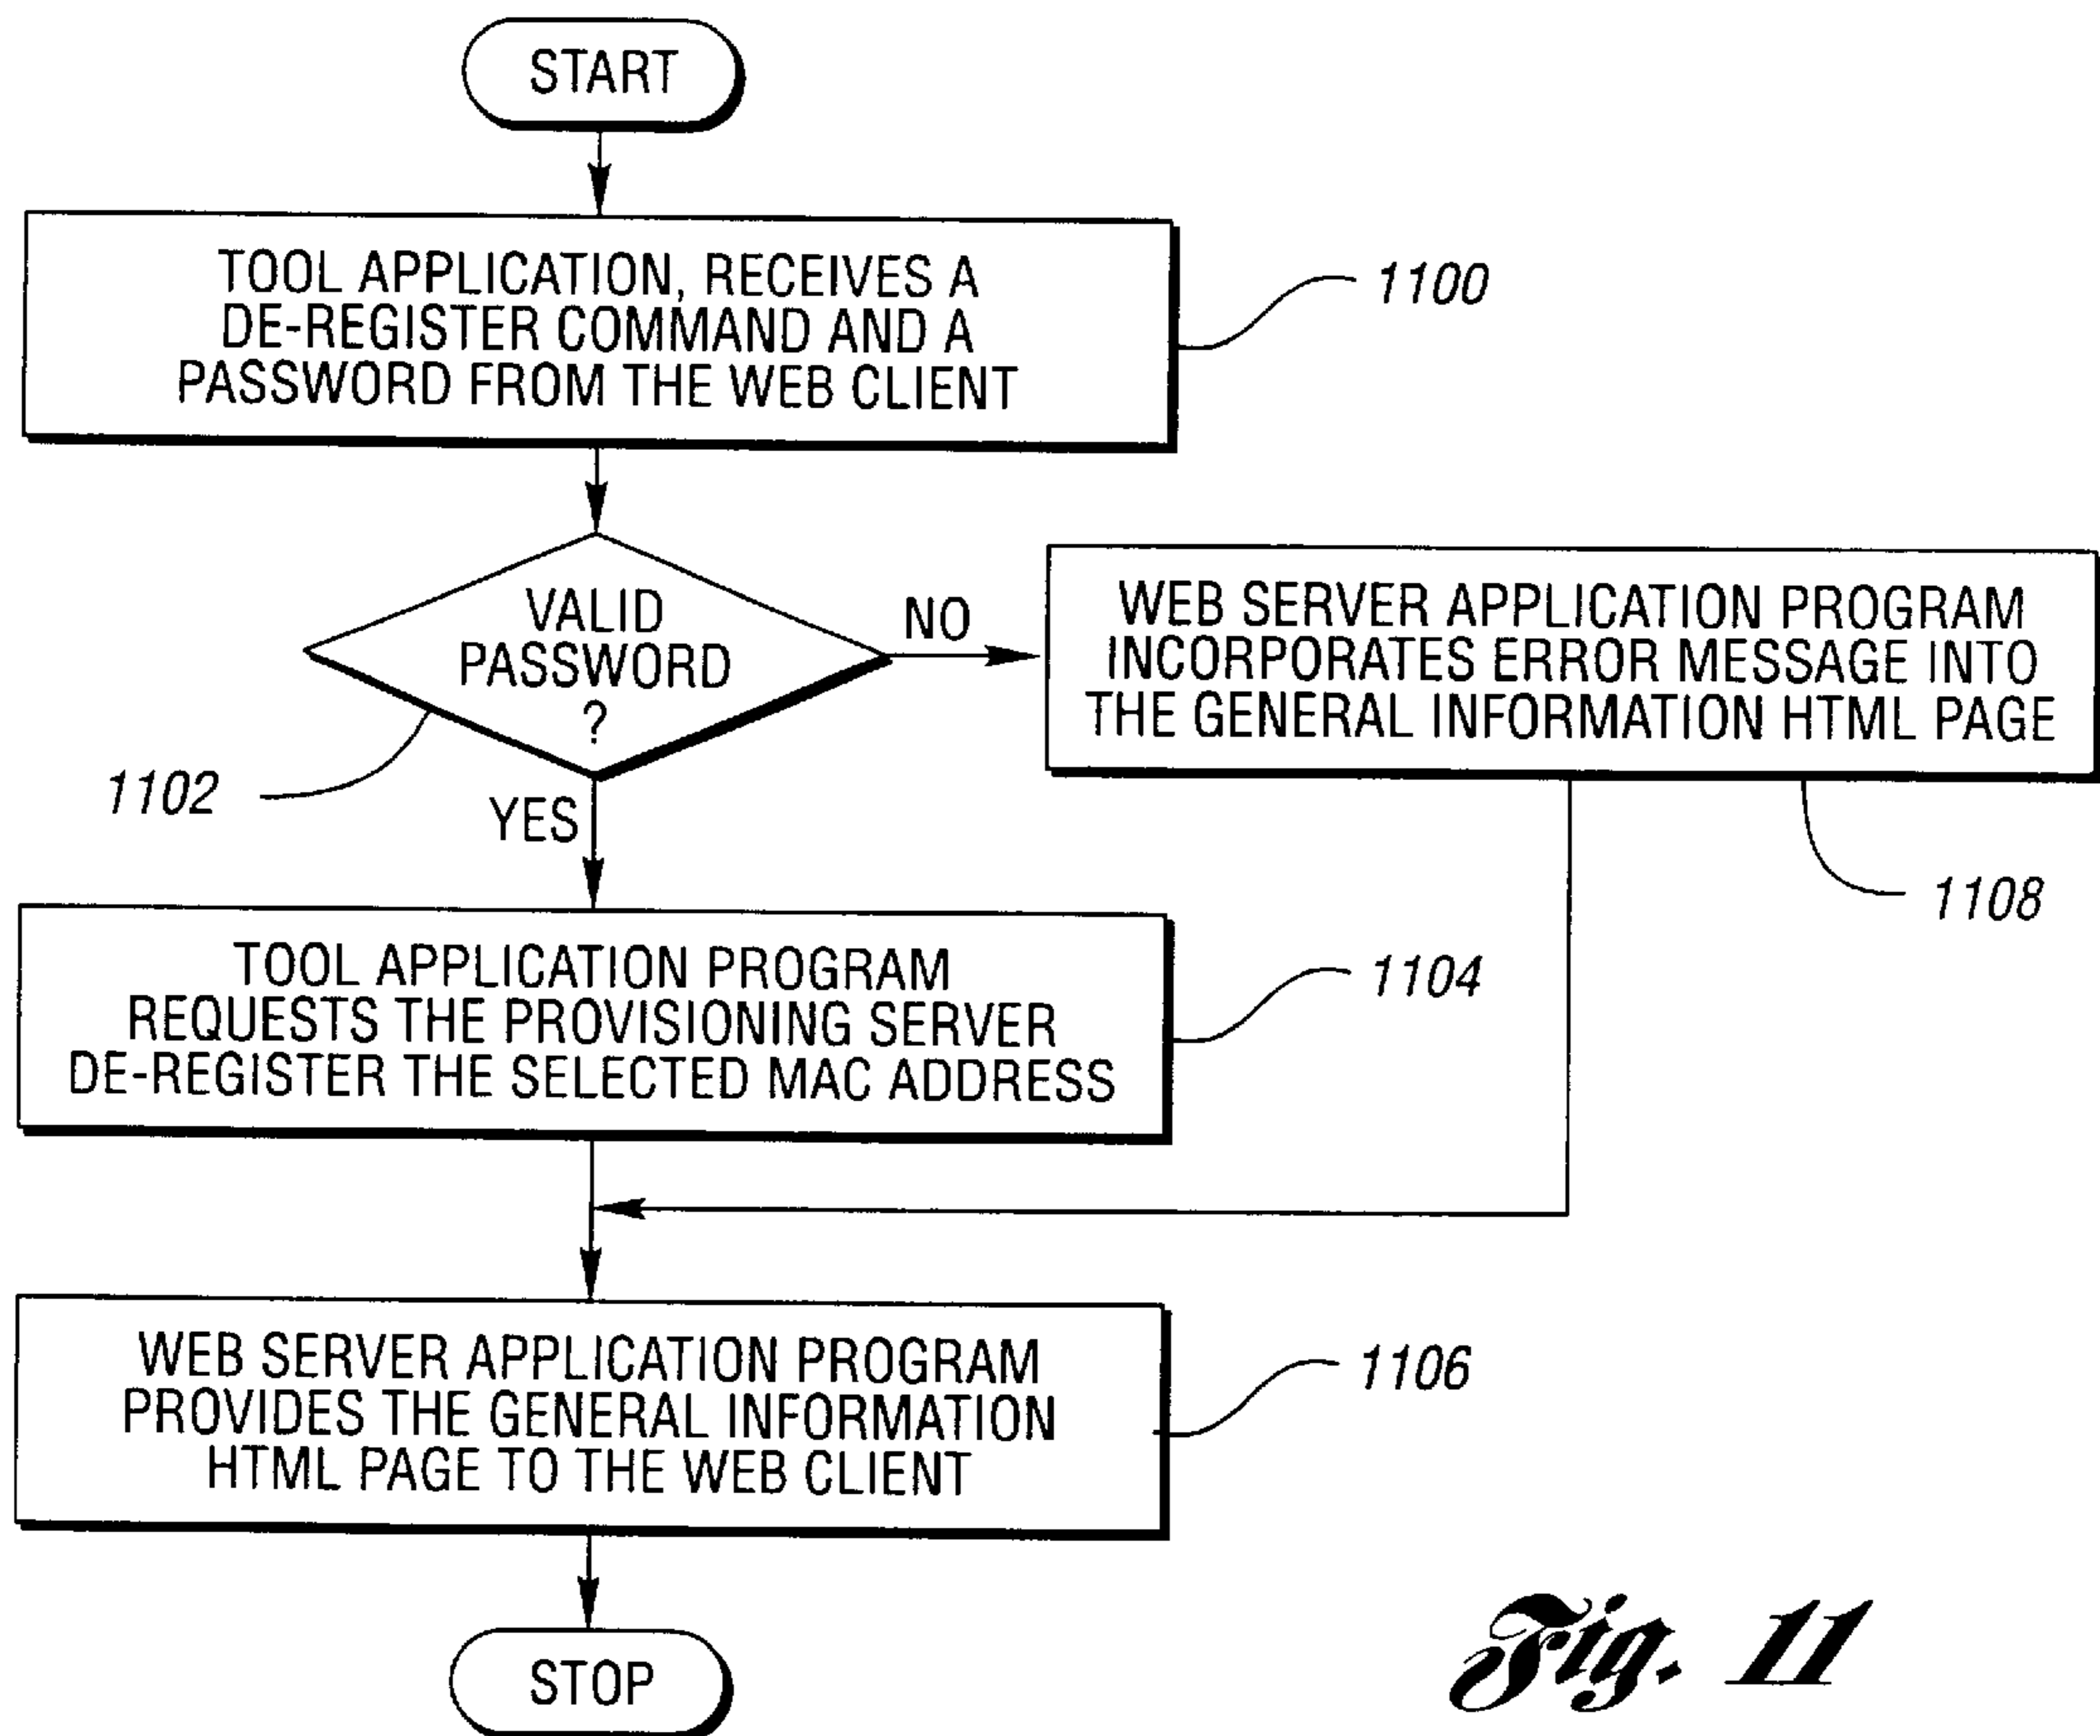 START
TOOL APPLICATION, RECEIVES A
DE-REGISTER COMMAND AND A
PASSWORD FROM THE WEB CLIENT
1100
VALID
PASSWORD
?
1102
NO
WEB SERVER APPLICATION PROGRAM
INCORPORATES ERROR MESSAGE INTO
THE GENERAL INFORMATION HTML PAGE
1108
YES
TOOL APPLICATION PROGRAM
REQUESTS THE PROVISIONING SERVER
DE-REGISTER THE SELECTED MAC ADDRESS
1104
WEB SERVER APPLICATION PROGRAM
PROVIDES THE GENERAL INFORMATION
HTML PAGE TO THE WEB CLIENT
1106
STOP
Fig. 11